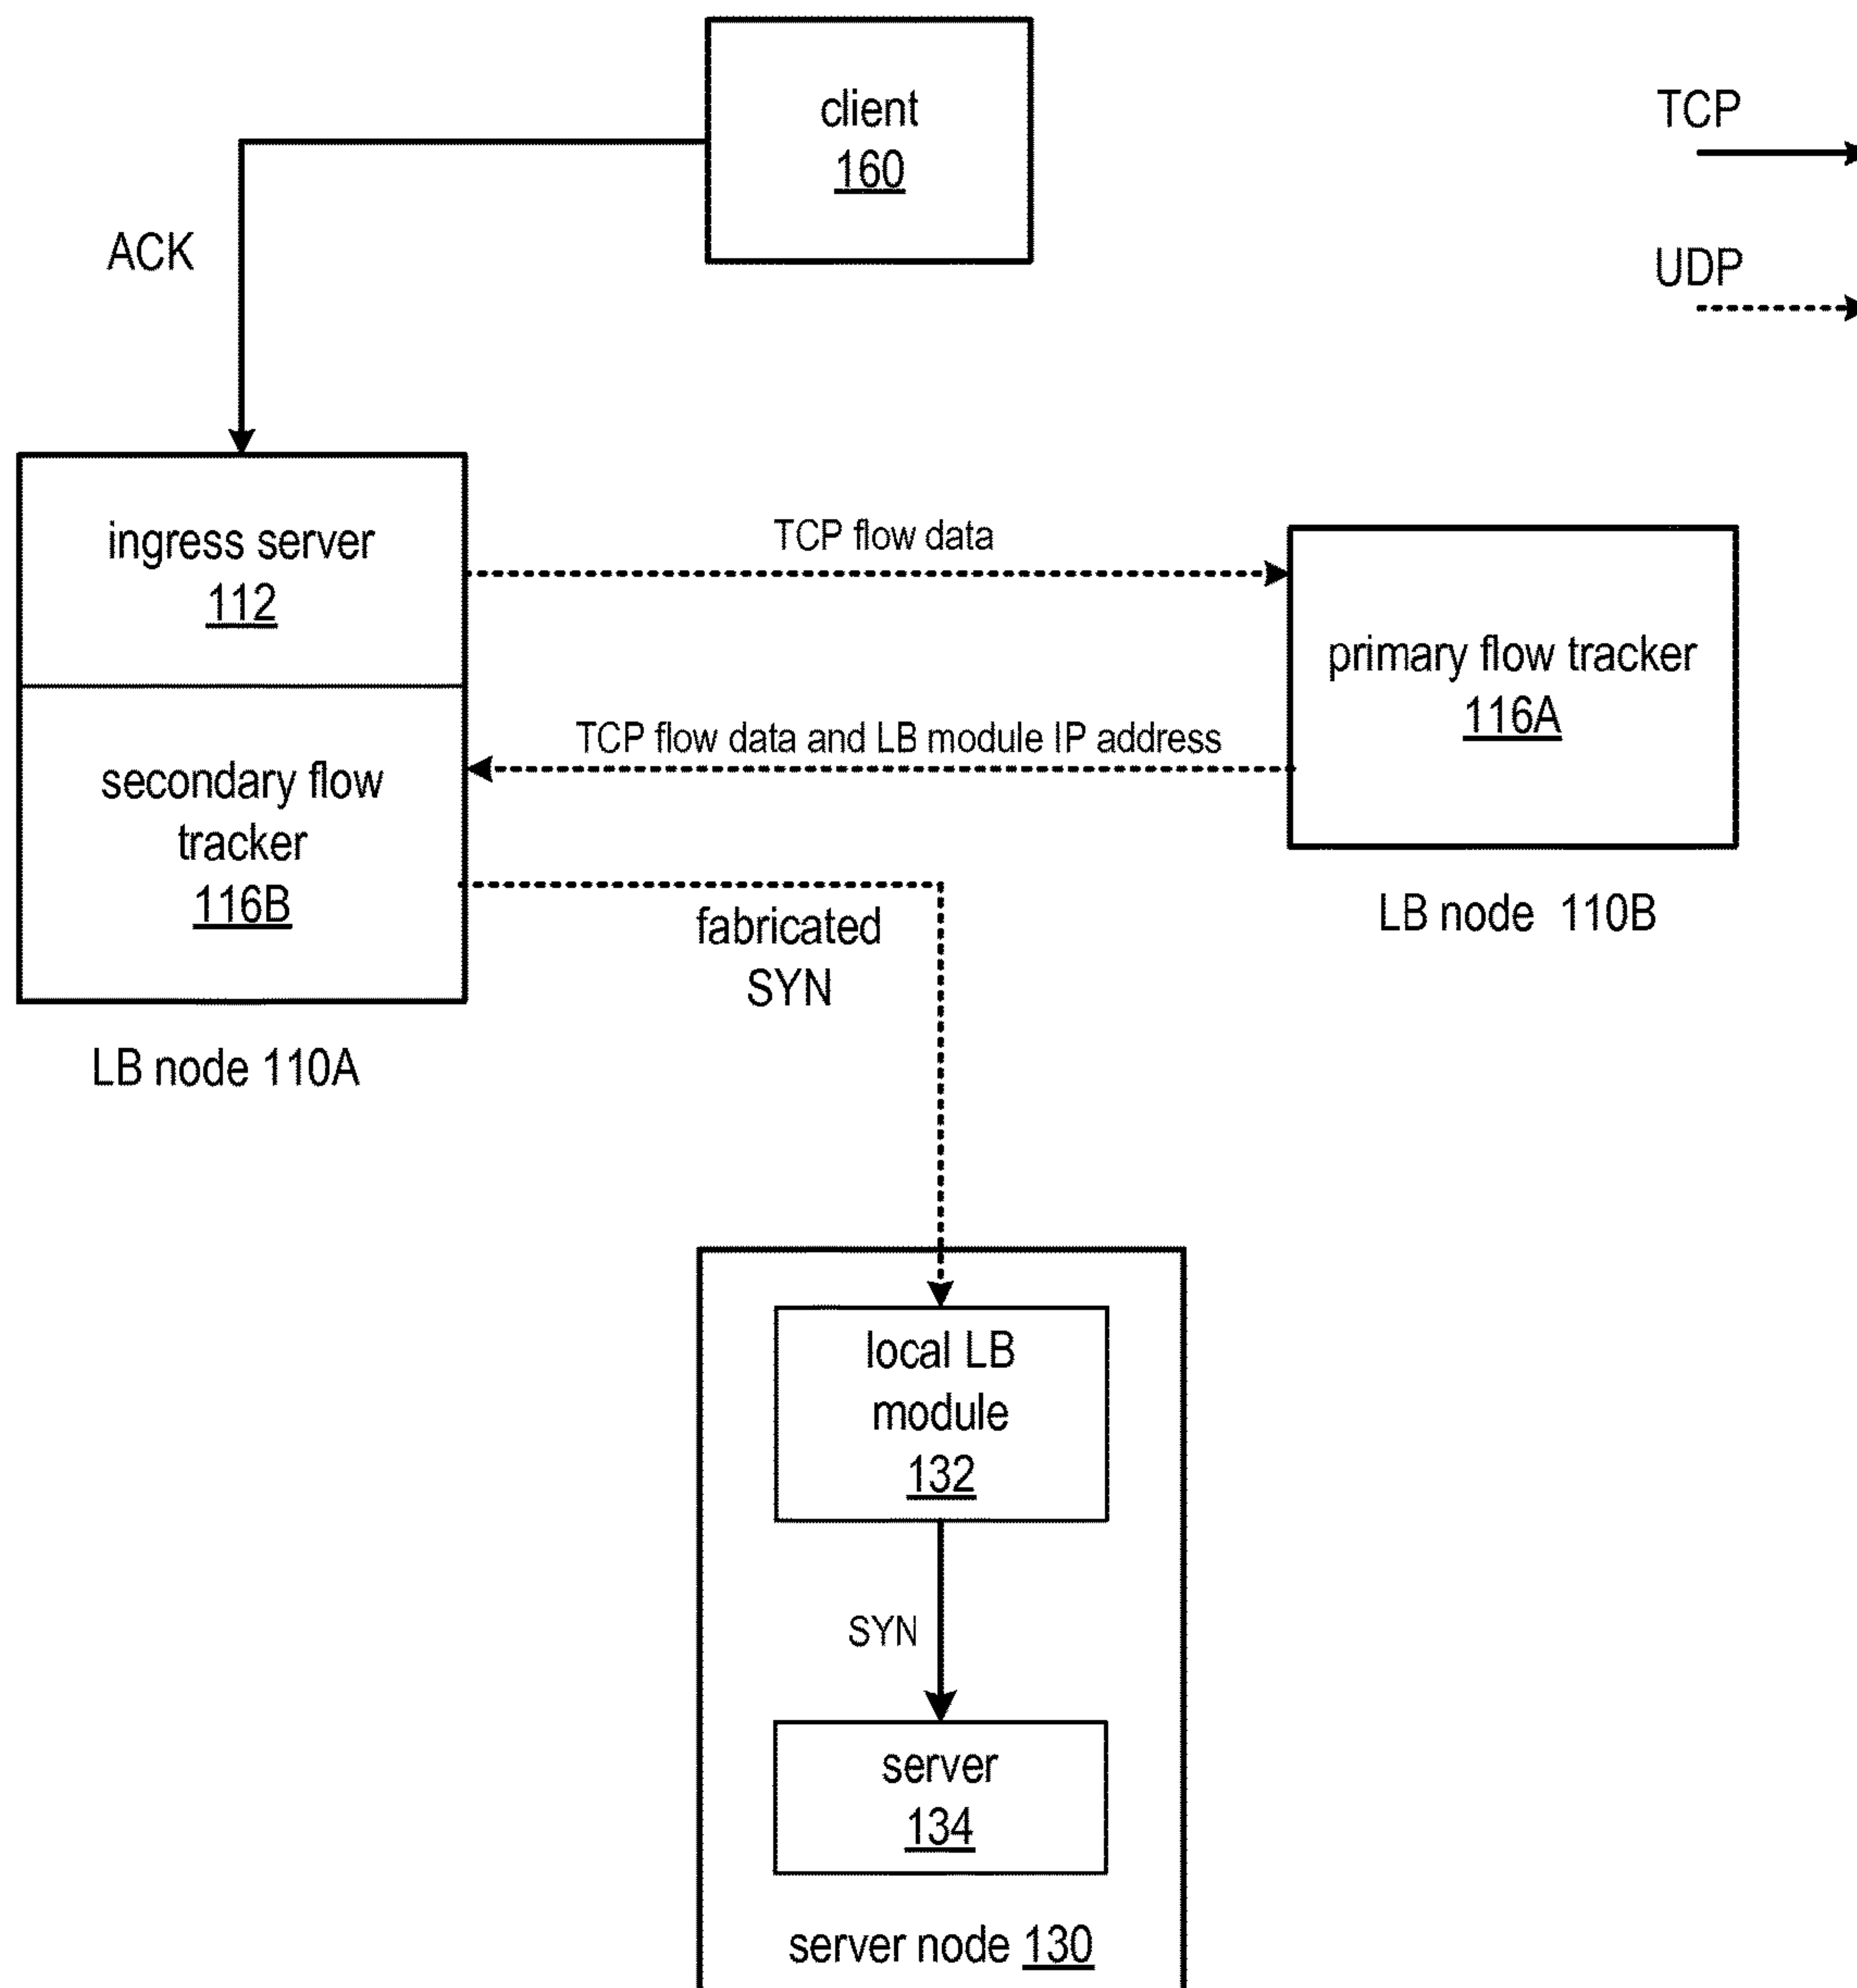 client
160
TCP
ACK
UDP
ingress server
112
TCP flow data
primary flow tracker
116A
TCP flow data and LB module IP address
secondary flow
tracker
116B
LB node 110B
fabricated
SYN
LB node 110A
local LB
module
132
SYN
server
134
server node 130